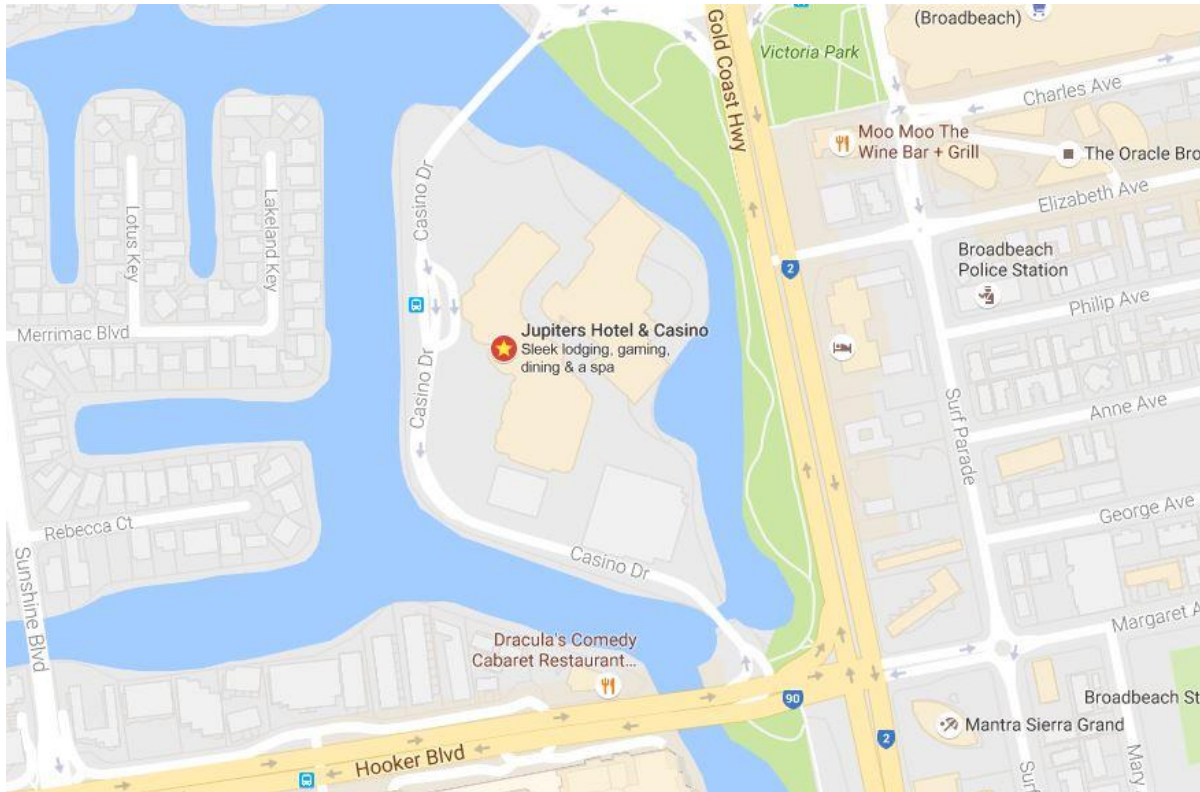 (Broadbeach)
Gold Coast Hwy
Victoria Park
Charles Ave
Moo Moo The
Wine Bar + Grill
The Oracle Bro
Casino Dr
Lotus Key
Lakeland Key
Elizabeth Ave
Broadbeach
Police Station
2
Philip Ave
Merrimac Blvd
Jupiters Hotel & Casino
Sleek lodging, gaming,
dining & a spa
Casino Dr
Surf Parade
Anne Ave
Rebecca Ct
George Ave
Sunshine Blvd
Casino Dr
Margaret A
Dracula's Comedy
Cabaret Restaurant...
90
Broadbeach St
Mantra Sierra Grand
2
Hooker Blvd
Surf
Mary